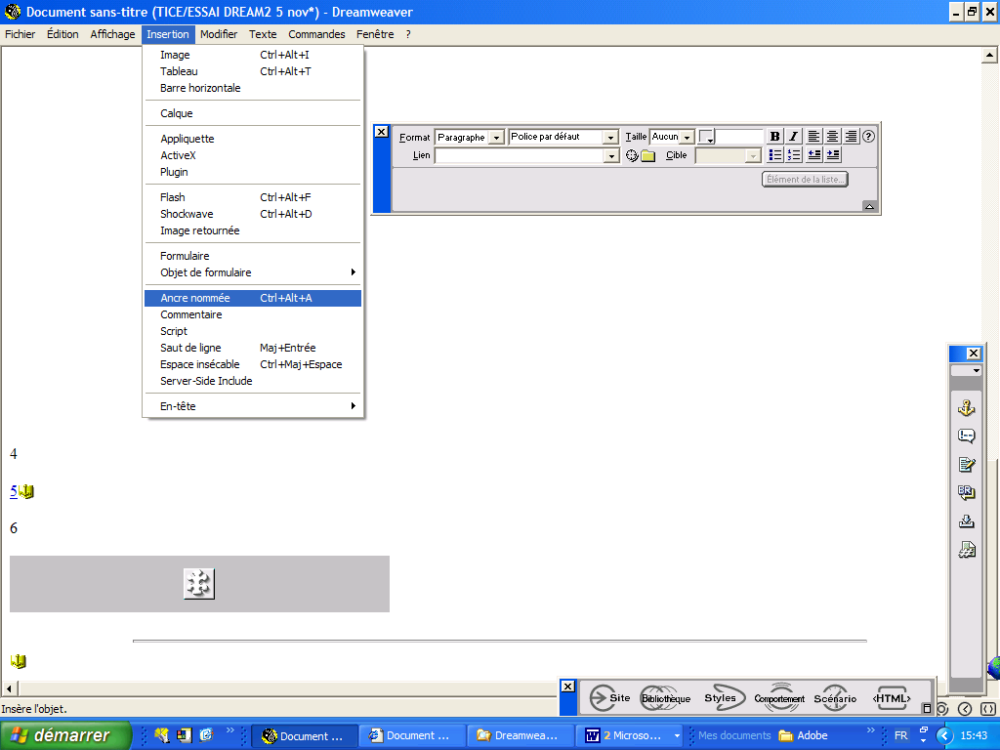 Document sans-titre (TICE/ESSAI DREAM2 5 nov*) - Dreamweaver
Fichier Édition Affichage Insertion Modifier Texte Commandes Fenêtre ?
Image Ctrl+Alt+I
Tableau Ctrl+Alt+T
Barre horizontale
Calque
Appliquette
ActiveX
Plugin
Flash Ctrl+Alt+F
Shockwave Ctrl+Alt+D
Image retournée
Formulaire
Objet de formulaire
Ancre nommée Ctrl+Alt+A
Commentaire
Script
Saut de ligne Maj+Entrée
Espace insécable Ctrl+Maj+Espace
Server-Side Include
En-tête
Format Paragraphe Police par défaut Taille Aucun B I ?
Lien Cible
Élément de la liste...
4
5
6
Site Bibliothèque Styles Comportement Scénario <HTML>
Insère l'objet.
démarrer » Document ... Document ... Dreamwea... 2 Microso... Mes documents Adobe » FR 15:43